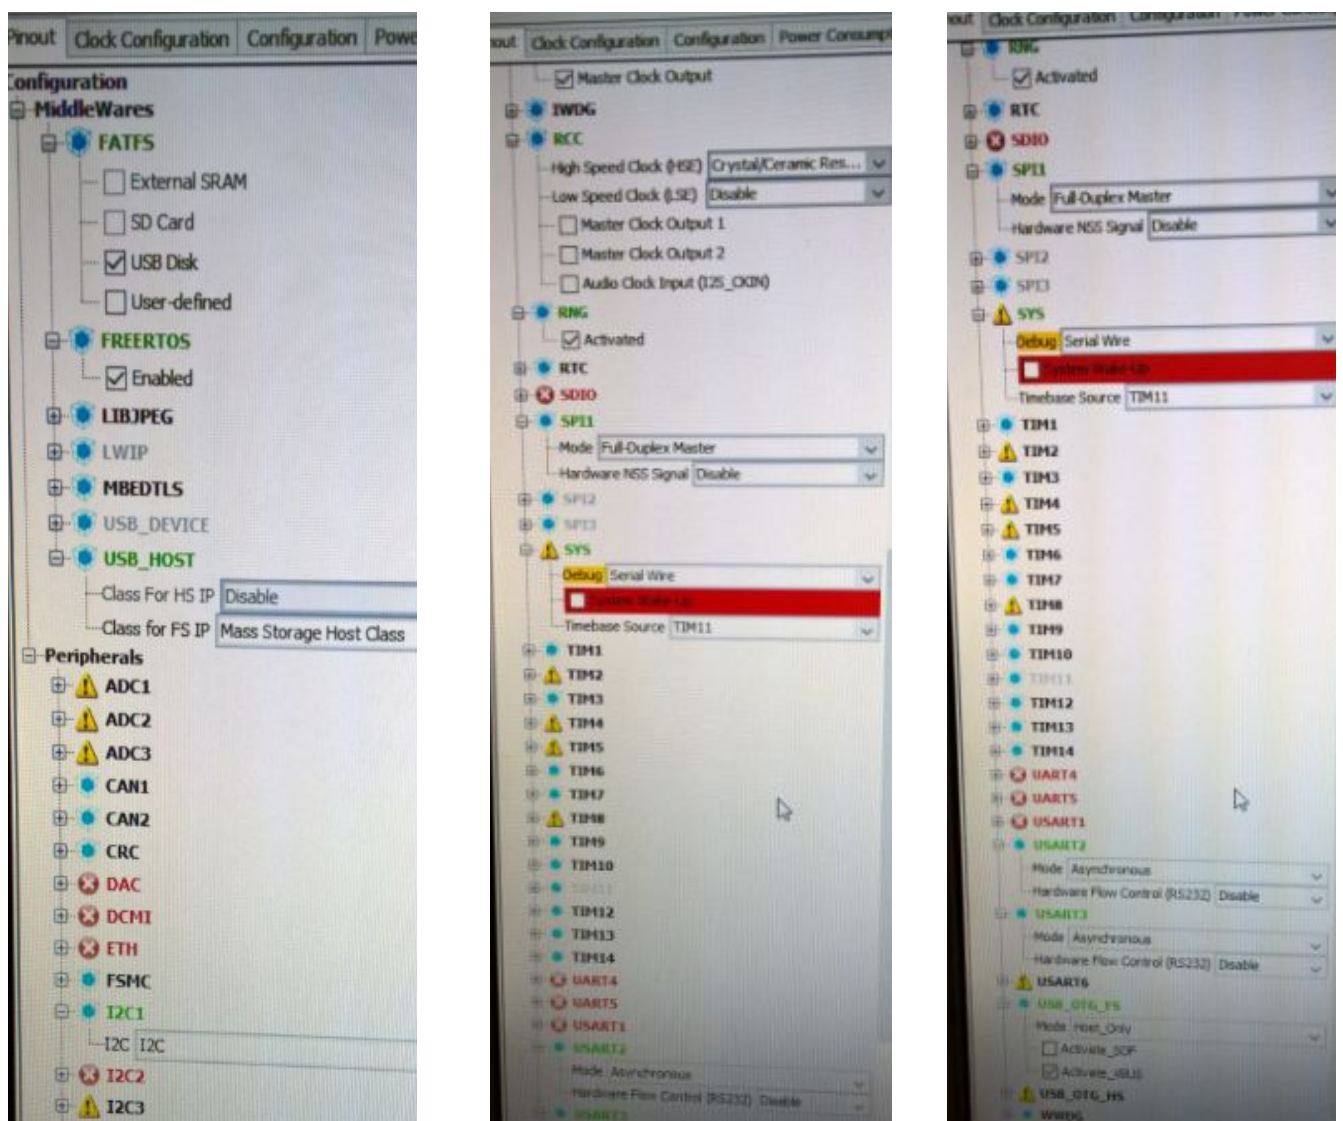 Pinout Clock Configuration Configuration Powe
Configuration
MiddleWares
FATFS
External SRAM
SD Card
USB Disk
User-defined
FREERTOS
Enabled
LIBJPEG
LWIP
MBEDTLS
USB_DEVICE
USB_HOST
Class For HS IP Disable
Class for FS IP Mass Storage Host Class
Peripherals
ADC1
ADC2
ADC3
CAN1
CAN2
CRC
DAC
DCMI
ETH
FSMC
I2C1
I2C I2C
I2C2
I2C3
nout Clock Configuration Configuration Power Consumpt
Master Clock Output
IWDG
RCC
High Speed Clock (HSE) Crystal/Ceramic Res...
Low Speed Clock (LSE) Disable
Master Clock Output 1
Master Clock Output 2
Audio Clock Input (I2S_CKIN)
RNG
Activated
RTC
SDIO
SPI1
Mode Full-Duplex Master
Hardware NSS Signal Disable
SPI2
SPI3
SYS
Debug Serial Wire
System Wake-Up
Timebase Source TIM11
TIM1
TIM2
TIM3
TIM4
TIM5
TIM6
TIM7
TIM8
TIM9
TIM10
TIM11
TIM12
TIM13
TIM14
UART4
UART5
USART1
USART2
Mode Asynchronous
Hardware Flow Control (RS232) Disable
USART3
nout Clock Configuration Configuration
RNG
Activated
RTC
SDIO
SPI1
Mode Full-Duplex Master
Hardware NSS Signal Disable
SPI2
SPI3
SYS
Debug Serial Wire
System Wake-Up
Timebase Source TIM11
TIM1
TIM2
TIM3
TIM4
TIM5
TIM6
TIM7
TIM8
TIM9
TIM10
TIM11
TIM12
TIM13
TIM14
UART4
UART5
USART1
USART2
Mode Asynchronous
Hardware Flow Control (RS232) Disable
USART3
Mode Asynchronous
Hardware Flow Control (RS232) Disable
USART6
USB_OTG_FS
Mode Host_Only
Activate_SOF
Activate_VBUS
USB_OTG_HS
WWDG